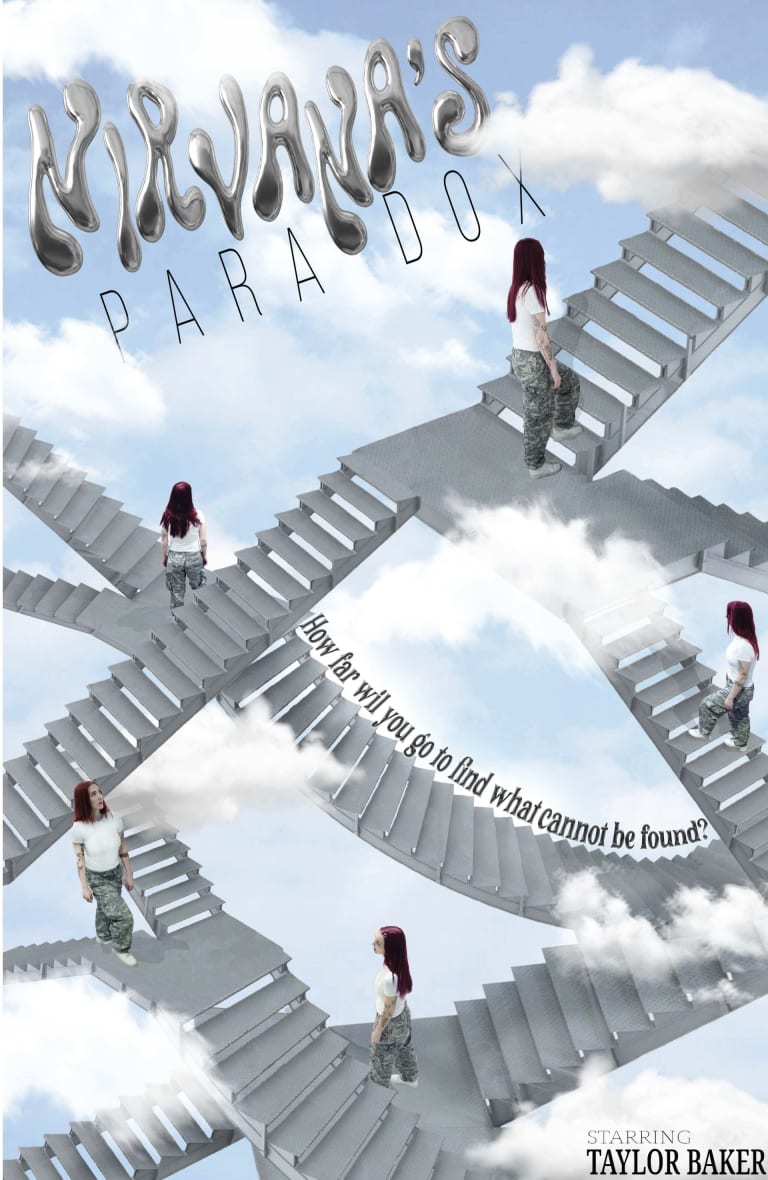 NIRVANA'S
PARADOX
How far wil you go to find what cannot be found?
STARRING
TAYLOR BAKER